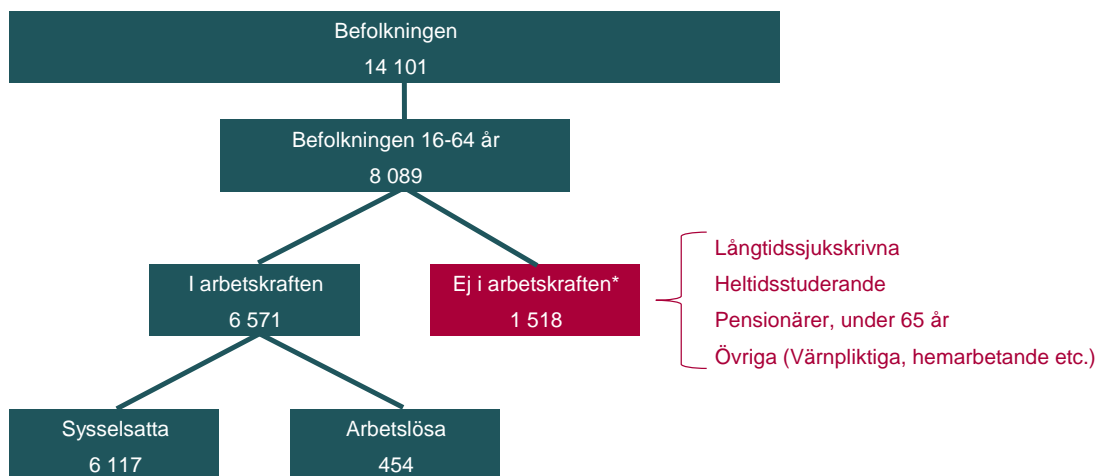 Befolkningen
14 101
Befolkningen 16-64 år
8 089
I arbetskraften
6 571
Ej i arbetskraften*
1 518
Långtidssjukskrivna
Heltidsstuderande
Pensionärer, under 65 år
Övriga (Värnpliktiga, hemarbetande etc.)
Sysselsatta
6 117
Arbetslösa
454